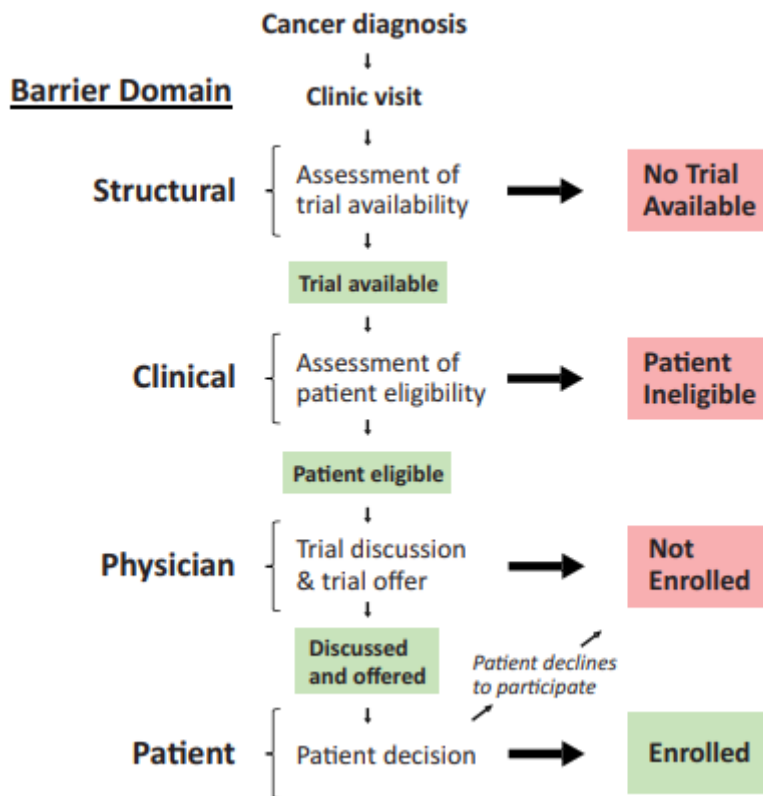 Cancer diagnosis
Barrier Domain
Clinic visit
Structural
Assessment of
trial availability
No Trial
Available
Trial available
Clinical
Assessment of
patient eligibility
Patient
Ineligible
Patient eligible
Physician
Trial discussion
& trial offer
Not
Enrolled
Discussed
and offered
Patient declines
to participate
Patient
Patient decision
Enrolled